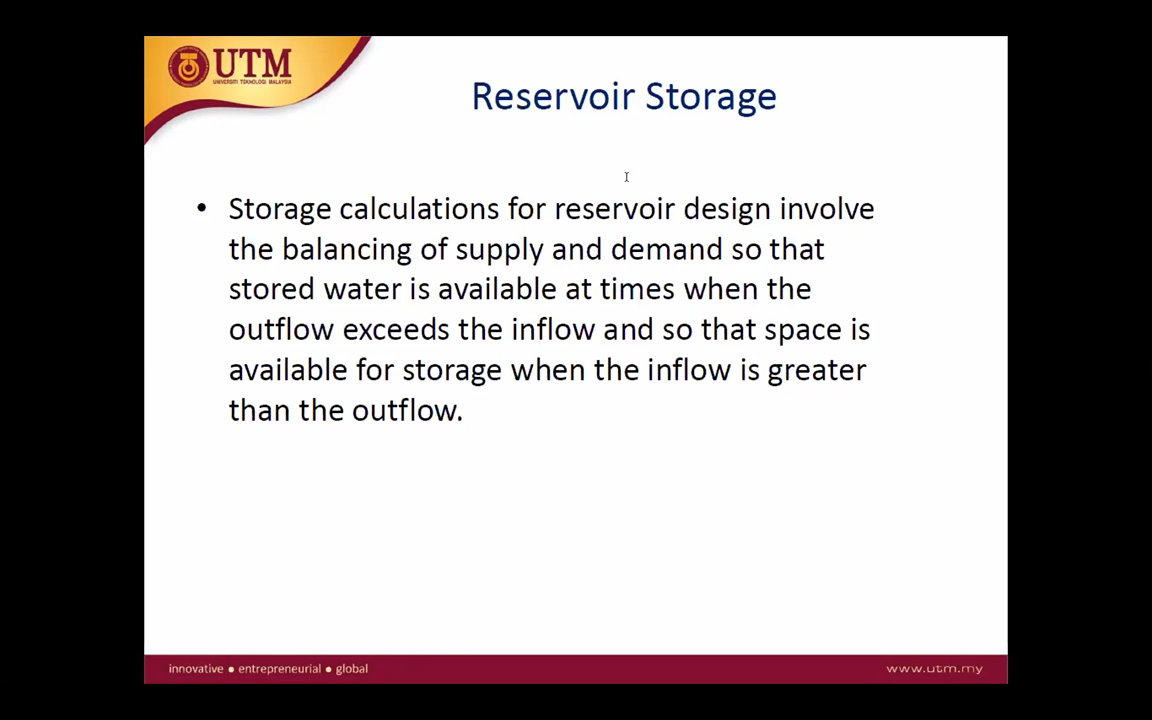 UTM
UNIVERSITI TEKNOLOGI MALAYSIA
Reservoir Storage
• Storage calculations for reservoir design involve
the balancing of supply and demand so that
stored water is available at times when the
outflow exceeds the inflow and so that space is
available for storage when the inflow is greater
than the outflow.
innovative ● entrepreneurial ● global
www.utm.my